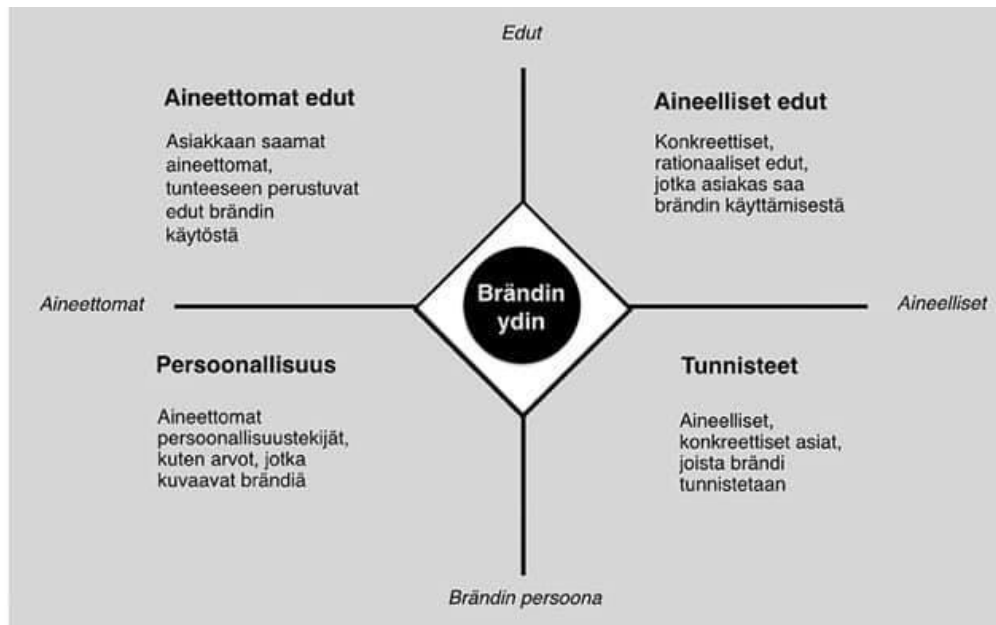 Edut
Aineettomat edut
Asiakkaan saamat
aineettomat,
tunteeseen perustuvat
edut brändin
käytöstä
Aineelliset edut
Konkreettiset,
rationaaliset edut,
jotka asiakas saa
brändin käyttämisestä
Aineettomat
Brändin
ydin
Aineelliset
Persoonallisuus
Aineettomat
persoonallisuustekijät,
kuten arvot, jotka
kuvaavat brändiä
Tunnisteet
Aineelliset,
konkreettiset asiat,
joista brändi
tunnistetaan
Brändin persoona